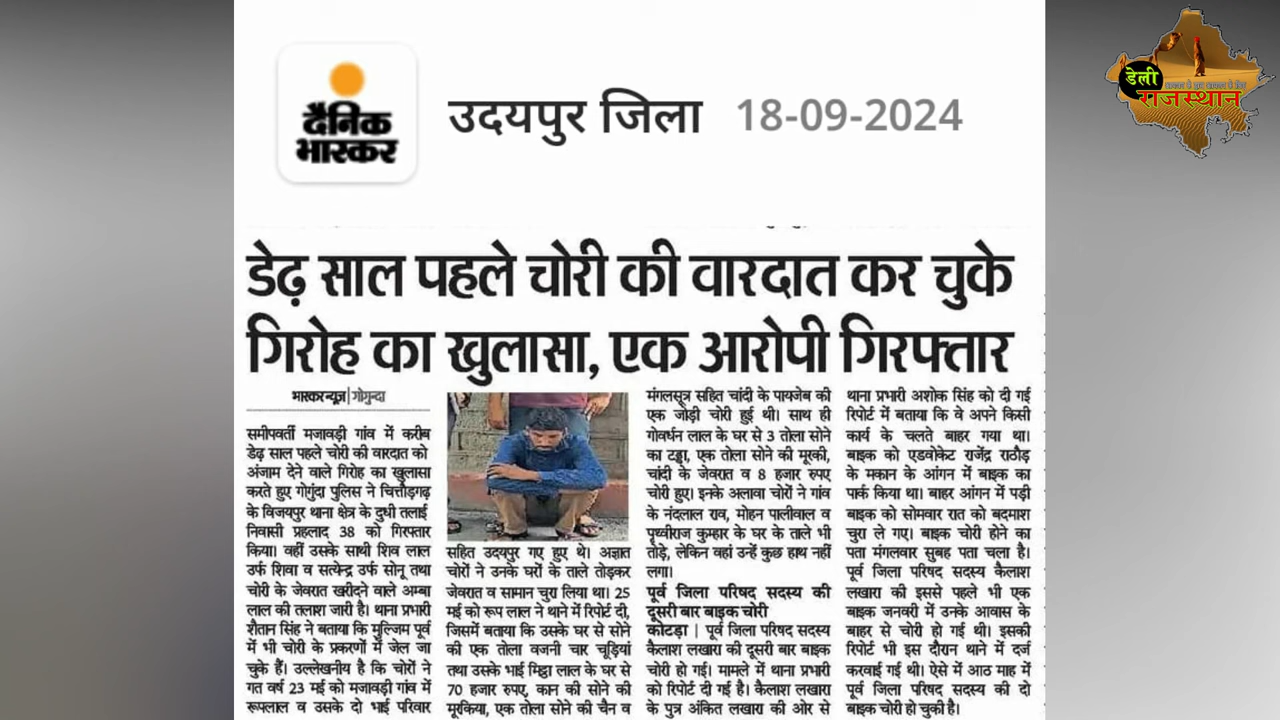 दैनिक
भास्कर
उदयपुर जिला 18-09-2024
डेली
राजस्थान
डेढ़ साल पहले चोरी की वारदात कर चुके
गिरोह का खुलासा, एक आरोपी गिरफ्तार
भास्कर न्यूज़ | गोगुन्दा
समीपवर्ती मजावड़ी गांव में करीब
डेढ़ साल पहले चोरी की वारदात को
अंजाम देने वाले गिरोह का खुलासा
करते हुए गोगुंदा पुलिस ने चित्तौड़गढ़
के विजयपुर थाना क्षेत्र के दुधी तलाई
निवासी प्रहलाद 38 को गिरफ्तार
किया। वहीं उसके साथी शिव लाल
उर्फ शिवा व सत्येन्द्र उर्फ सोनू तथा
चोरी के जेवरात खरीदने वाले अम्बा
लाल की तलाश जारी है। थाना प्रभारी
शैतान सिंह ने बताया कि मुल्जिम पूर्व
में भी चोरी के प्रकरणों में जेल जा
चुके हैं। उल्लेखनीय है कि चोरों ने
गत वर्ष 23 मई को मजावड़ी गांव में
रूपलाल व उसके दो भाई परिवार
सहित उदयपुर गए हुए थे। अज्ञात
चोरों ने उनके घरों के ताले तोड़कर
जेवरात व सामान चुरा लिया था। 25
मई को रूप लाल ने थाने में रिपोर्ट दी,
जिसमें बताया कि उसके घर से सोने
की एक तोला वजनी चार चूड़ियां
तथा उसके भाई मिट्ठा लाल के घर से
70 हजार रुपए, कान की सोने की
मूरकिया, एक तोला सोने की चैन व
मंगलसूत्र सहित चांदी के पायजेब की
एक जोड़ी चोरी हुई थी। साथ ही
गोवर्धन लाल के घर से 3 तोला सोने
का टड्डा, एक तोला सोने की मूरकी,
चांदी के जेवरात व 8 हजार रुपए
चोरी हुए। इनके अलावा चोरों ने गांव
के नंदलाल राव, मोहन पालीवाल व
पृथ्वीराज कुम्हार के घर के ताले भी
तोड़े, लेकिन वहां उन्हें कुछ हाथ नहीं
लगा।
पूर्व जिला परिषद सदस्य की
दूसरी बार बाइक चोरी
कोटड़ा | पूर्व जिला परिषद सदस्य
कैलाश लखारा की दूसरी बार बाइक
चोरी हो गई। मामले में थाना प्रभारी
को रिपोर्ट दी गई है। कैलाश लखारा
के पुत्र अंकित लखारा की ओर से
थाना प्रभारी अशोक सिंह को दी गई
रिपोर्ट में बताया कि वे अपने किसी
कार्य के चलते बाहर गया था।
बाइक को एडवोकेट राजेंद्र राठौड़
के मकान के आंगन में बाइक का
पार्क किया था। बाहर आंगन में पड़ी
बाइक को सोमवार रात को बदमाश
चुरा ले गए। बाइक चोरी होने का
पता मंगलवार सुबह पता चला है।
पूर्व जिला परिषद सदस्य कैलाश
लखारा की इससे पहले भी एक
बाइक जनवरी में उनके आवास के
बाहर से चोरी हो गई थी। इसकी
रिपोर्ट भी इस दौरान थाने में दर्ज
करवाई गई थी। ऐसे में आठ माह में
पूर्व जिला परिषद सदस्य की दो
बाइक चोरी हो चुकी है।